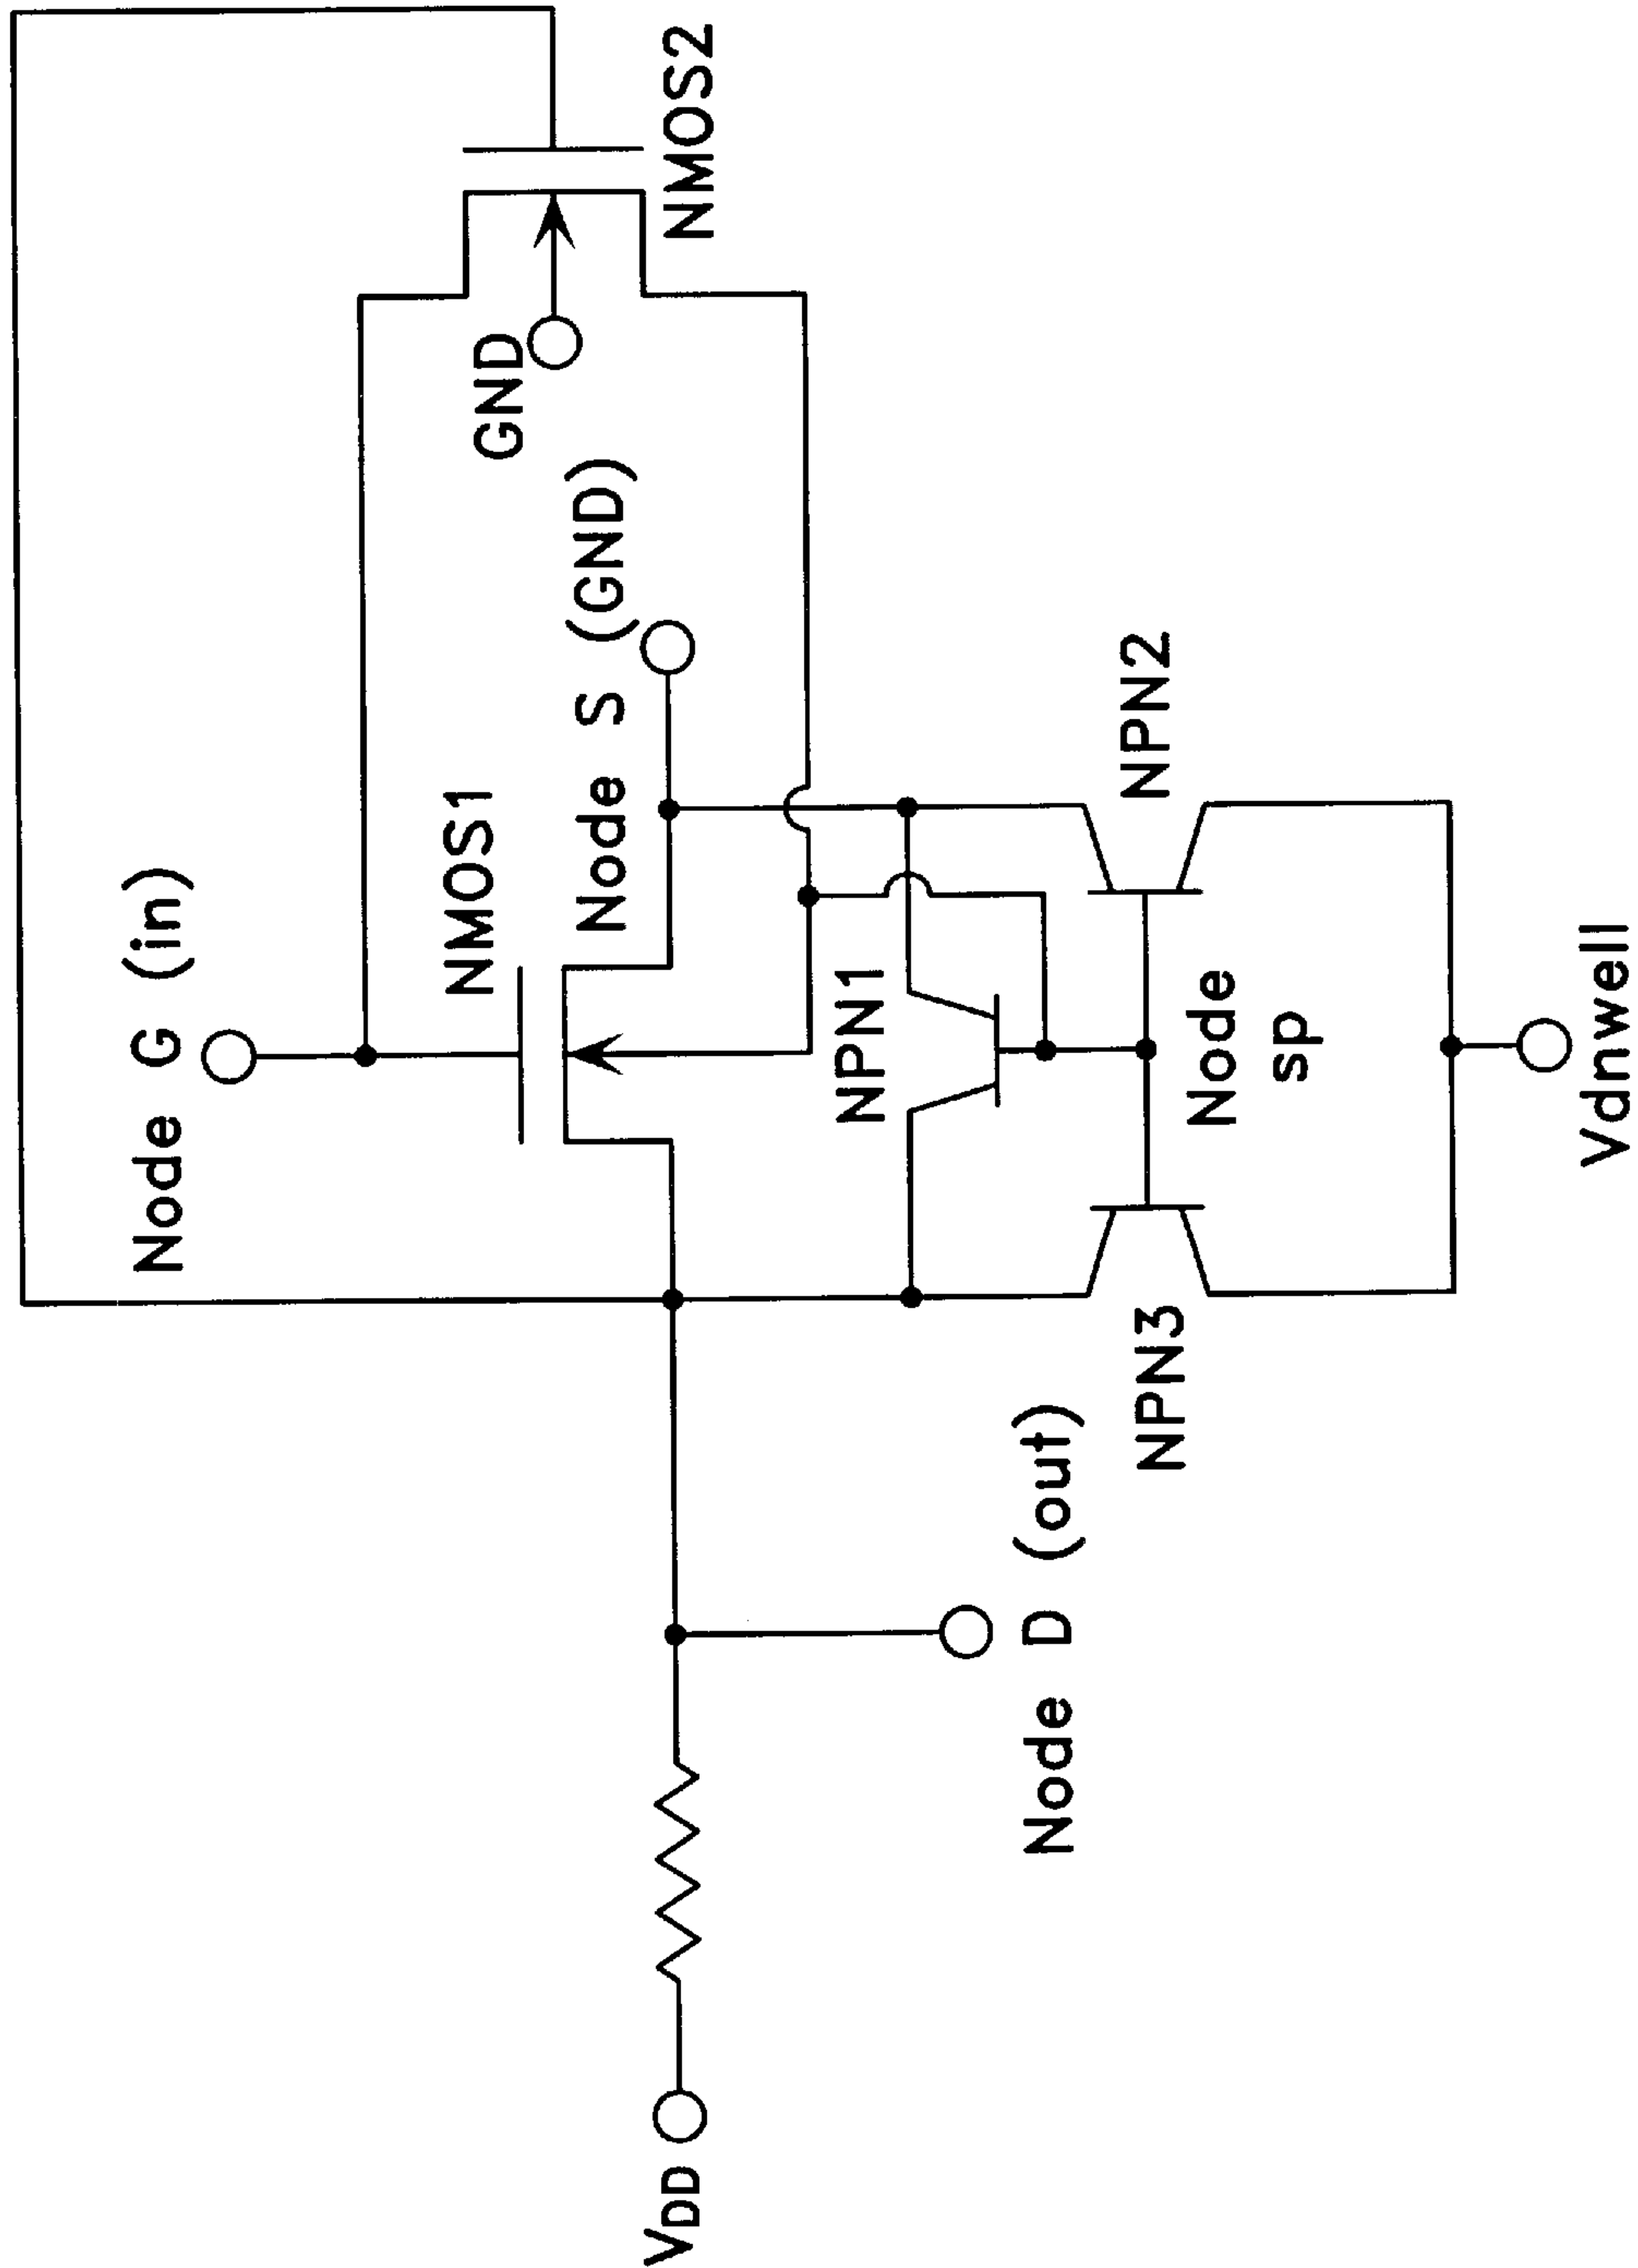 Node G (in)
NMOS1
NMOS2
GND
Node S (GND)
VDD
Node D (out)
NPN1
NPN3
NPN2
Node
sp
Vdnwell